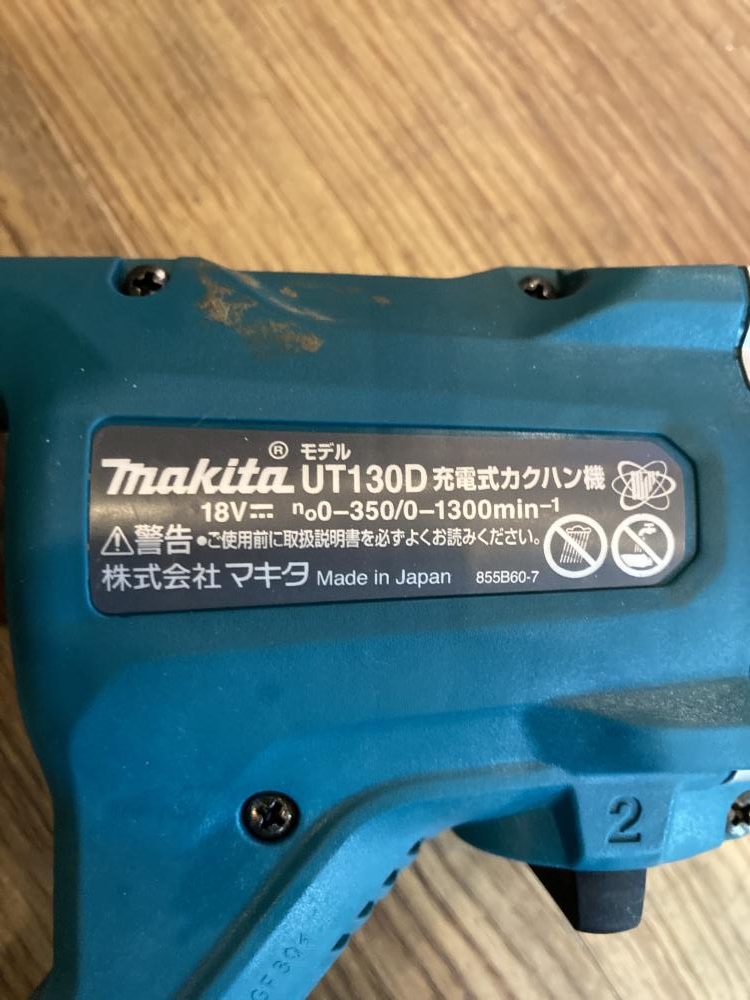 makita® モデル UT130D 充電式カクハン機
18V⎓ n₀0-350/0-1300min⁻¹
⚠警告 •ご使用前に取扱説明書を必ずよくお読みください。
株式会社マキタ Made in Japan 855B60-7
2